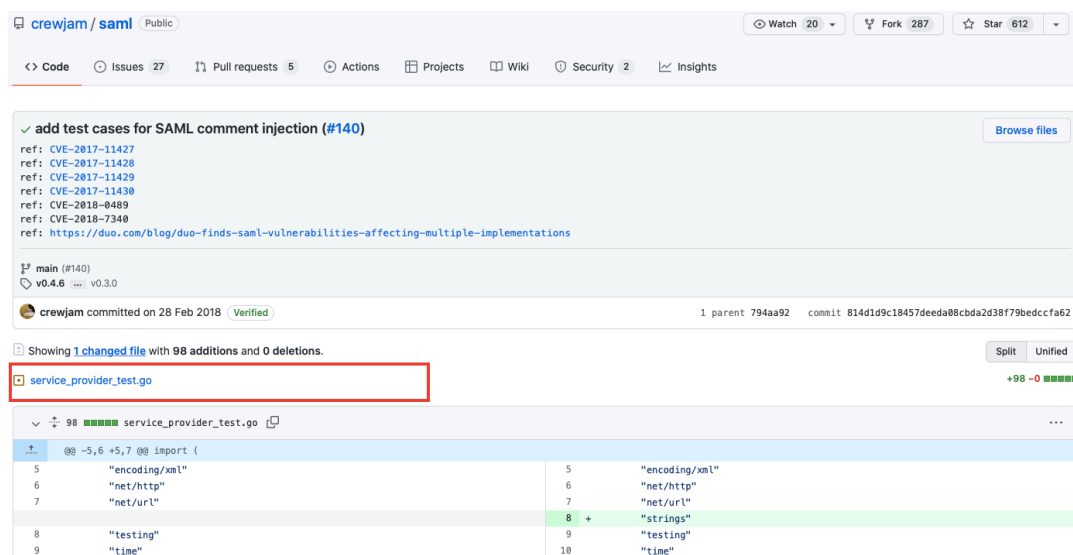 crewjam / saml Public
Watch 20 Fork 287 Star 612
Code Issues 27 Pull requests 5 Actions Projects Wiki Security 2 Insights
add test cases for SAML comment injection (#140)
Browse files
ref: CVE-2017-11427
ref: CVE-2017-11428
ref: CVE-2017-11429
ref: CVE-2017-11430
ref: CVE-2018-0489
ref: CVE-2018-7340
ref: https://duo.com/blog/duo-finds-saml-vulnerabilities-affecting-multiple-implementations
main (#140)
v0.4.6 ... v0.3.0
crewjam committed on 28 Feb 2018 Verified
1 parent 794aa92 commit 814d1d9c18457deeda08cbda2d38f79bedccfa62
Showing 1 changed file with 98 additions and 0 deletions.
Split Unified
service_provider_test.go
+98 -0
98 service_provider_test.go
...
@@ -5,6 +5,7 @@ import (
5 "encoding/xml" 5 "encoding/xml"
6 "net/http" 6 "net/http"
7 "net/url" 7 "net/url"
8 + "strings"
8 "testing" 9 "testing"
9 "time" 10 "time"